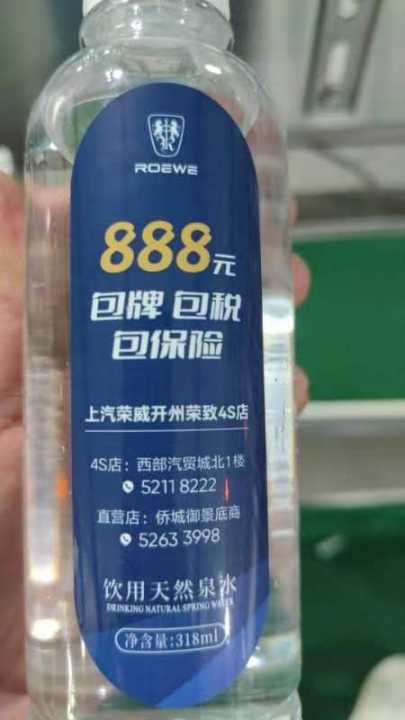 ROEWE
888元
包牌 包税
包保险
上汽荣威开州荣致4S店
4S店：西部汽贸城北1楼
5211 8222
直营店：侨城御景底商
5263 3998
饮用天然泉水
DRINKING NATURAL SPRING WATER
净含量:318ml